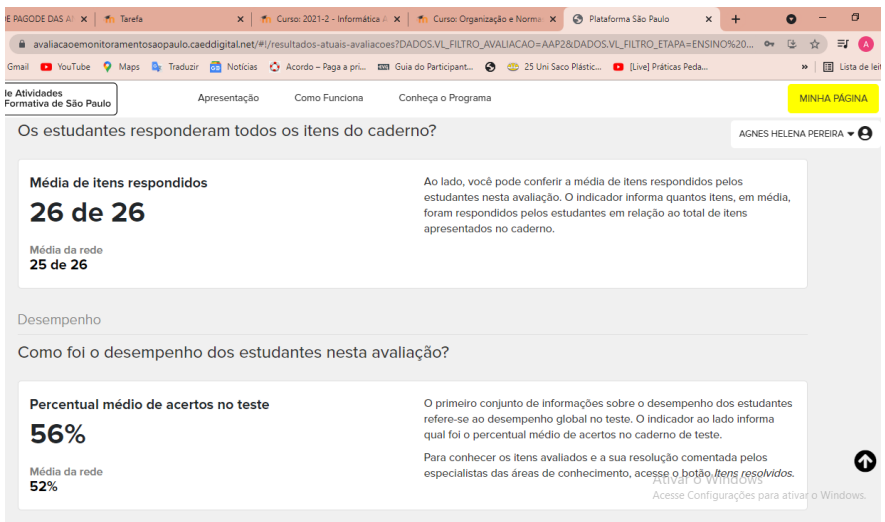 E PAGODE DAS A
Tarefa
Curso: 2021-2 - Informática A
Curso: Organização e Norma
Plataforma São Paulo
avaliacaoemonitoramentosaopaulo.caeddigital.net/#!/resultados-atuais-avaliacoes?DADOS.VL_FILTRO_AVALIACAO=AAP2&DADOS.VL_FILTRO_ETAPA=ENSINO%20...
Gmail YouTube Maps Traduzir Notícias Acordo – Paga a pri... Guia do Participant... 25 Uni Saco Plástic... [Live] Práticas Peda... » Lista de leit
le Atividades
Formativa de São Paulo
Apresentação Como Funciona Conheça o Programa MINHA PÁGINA
Os estudantes responderam todos os itens do caderno?
AGNES HELENA PEREIRA
Média de itens respondidos
26 de 26
Média da rede
25 de 26
Ao lado, você pode conferir a média de itens respondidos pelos
estudantes nesta avaliação. O indicador informa quantos itens, em média,
foram respondidos pelos estudantes em relação ao total de itens
apresentados no caderno.
Desempenho
Como foi o desempenho dos estudantes nesta avaliação?
Percentual médio de acertos no teste
56%
Média da rede
52%
O primeiro conjunto de informações sobre o desempenho dos estudantes
refere-se ao desempenho global no teste. O indicador ao lado informa
qual foi o percentual médio de acertos no caderno de teste.
Para conhecer os itens avaliados e a sua resolução comentada pelos
especialistas das áreas de conhecimento, acesse o botão Itens resolvidos.
Ativar o Windows
Acesse Configurações para ativar o Windows.